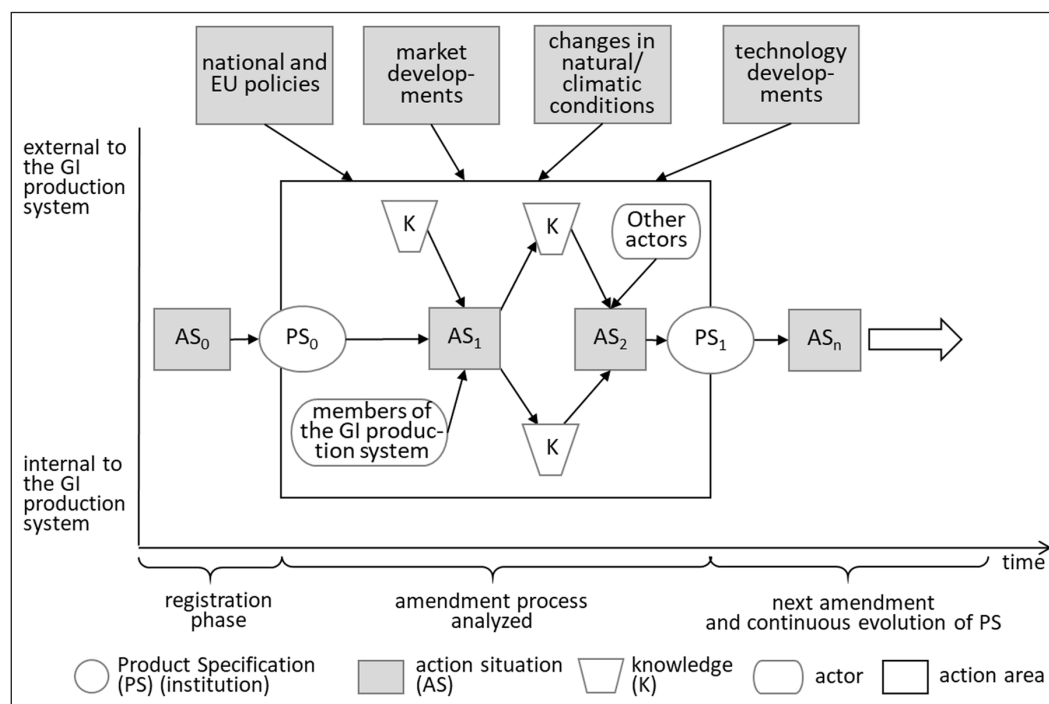 national and
EU policies
market
develop-
ments
changes in
natural/
climatic
conditions
technology
develop-
ments
external to
the GI
production
system
K
K
Other
actors
AS₀
PS₀
AS₁
AS₂
PS₁
ASₙ
members of
the GI produc-
tion system
K
internal to
the GI
production
system
time
registration
phase
amendment process
analyzed
next amendment
and continuous evolution of PS
Product Specification
(PS) (institution)
action situation
(AS)
knowledge
(K)
actor
action area